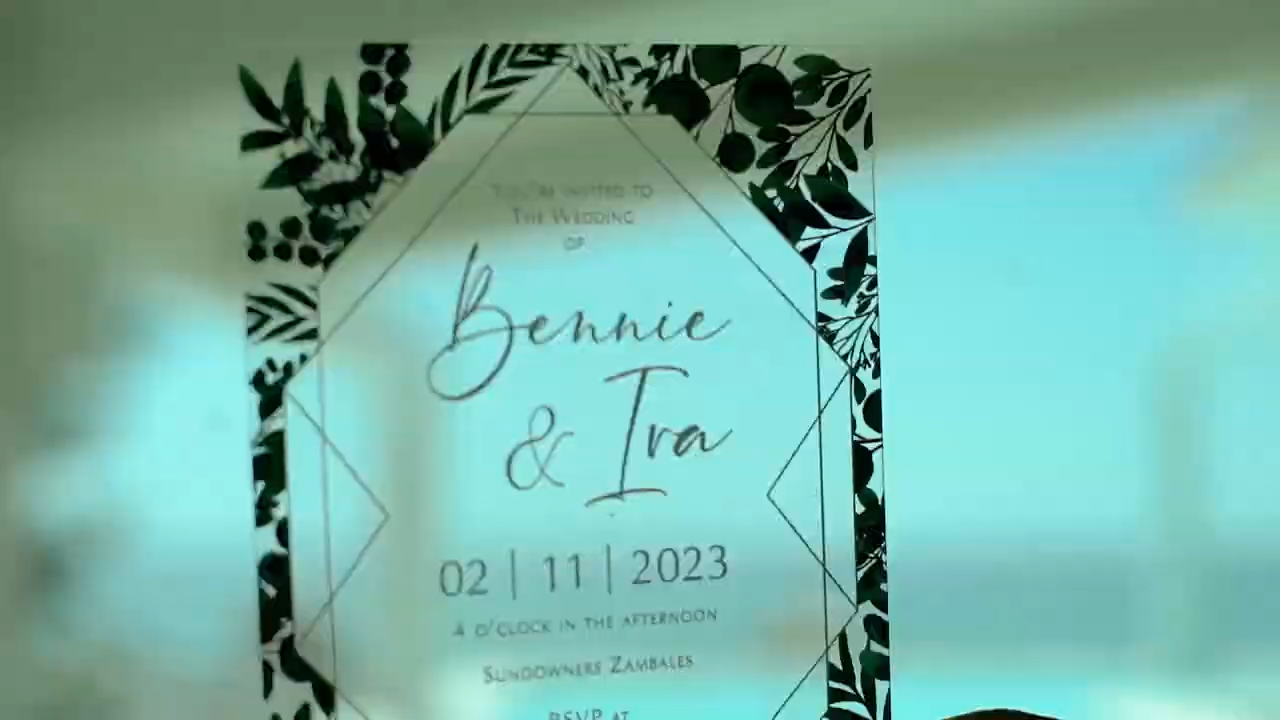 YOU'RE INVITED TO
THE WEDDING
OF
Bennie
& Ira
02 | 11 | 2023
4 O'CLOCK IN THE AFTERNOON
SUNDOWNERS ZAMBALES
RSVP AT